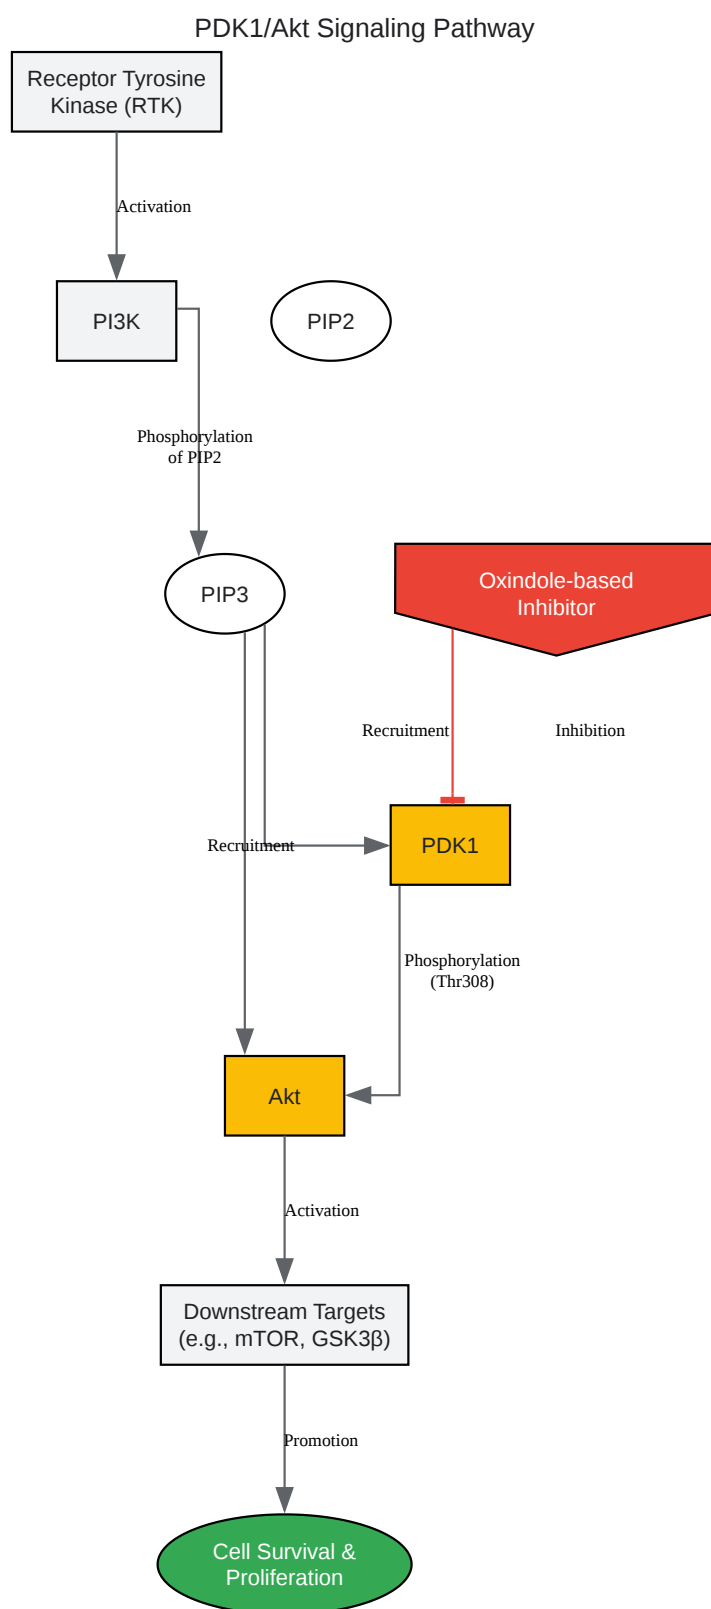 PDK1/Akt Signaling Pathway
Receptor Tyrosine
Kinase (RTK)
Activation
PI3K
PIP2
Phosphorylation
of PIP2
PIP3
Oxindole-based
Inhibitor
Recruitment
Inhibition
Recruitment
PDK1
Phosphorylation
(Thr308)
Akt
Activation
Downstream Targets
(e.g., mTOR, GSK3β)
Promotion
Cell Survival &
Proliferation